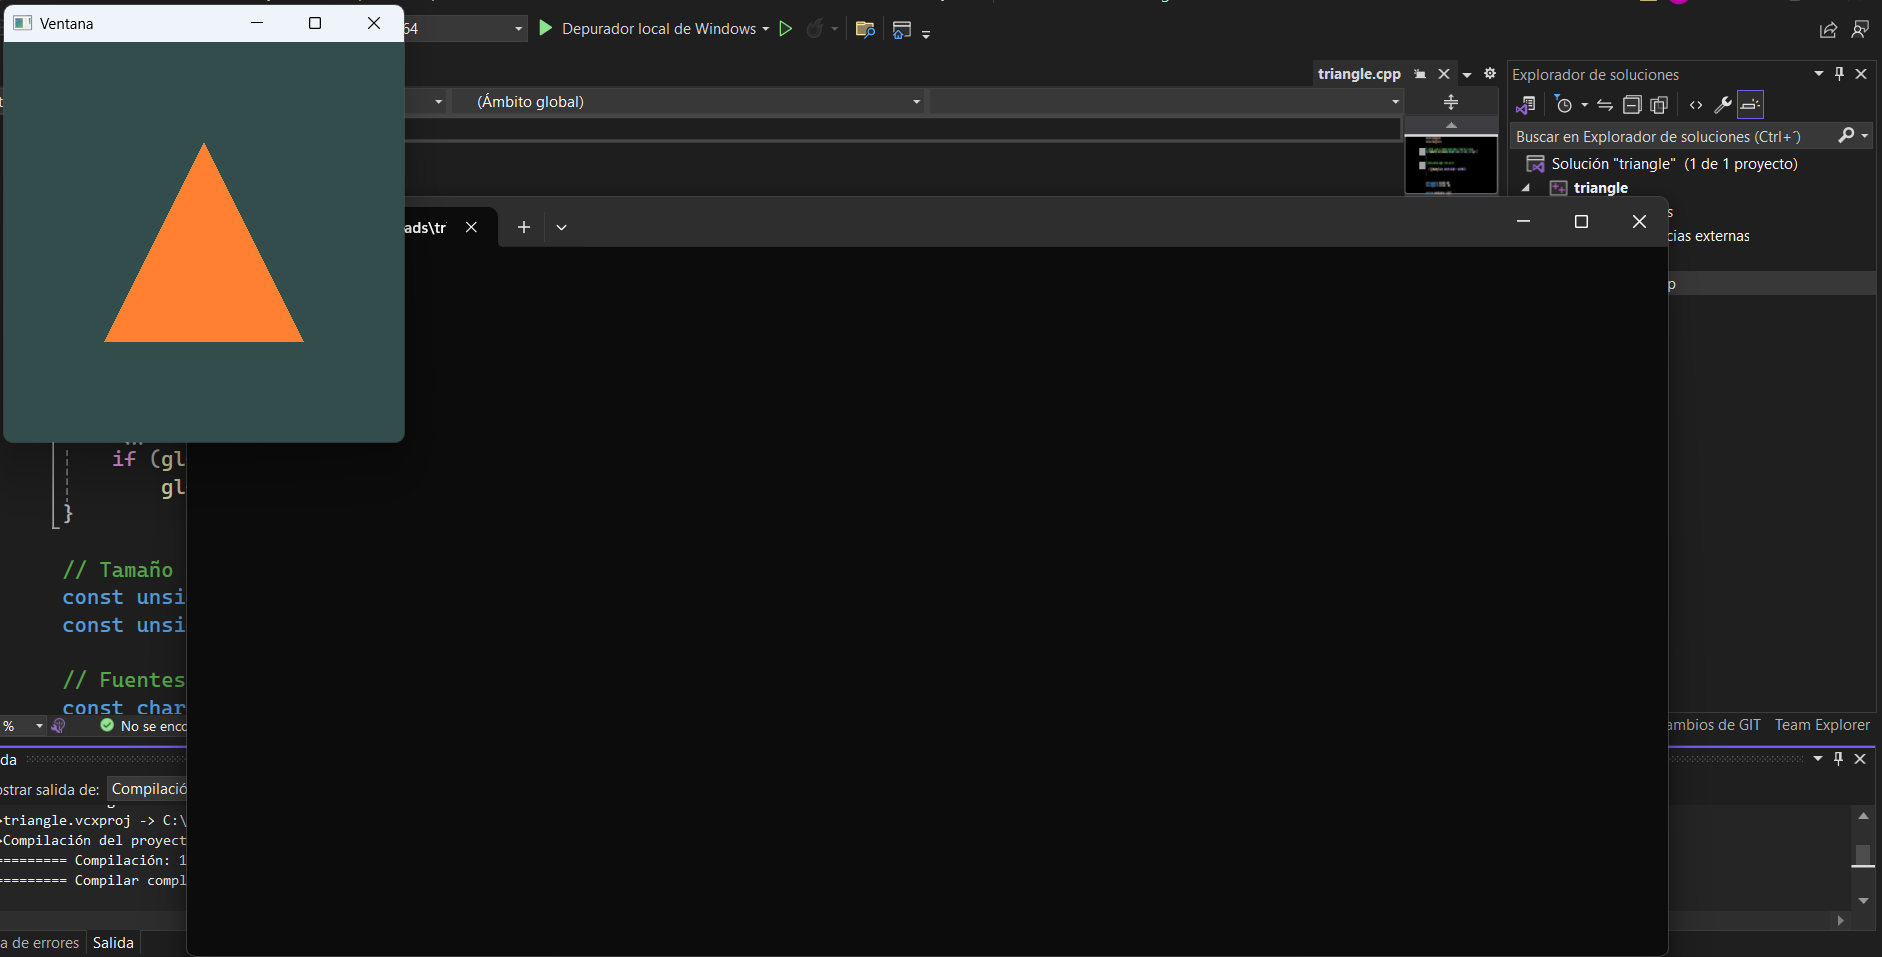 Ventana
64
Depurador local de Windows
triangle.cpp
(Ámbito global)
Explorador de soluciones
Buscar en Explorador de soluciones (Ctrl+´)
Solución "triangle" (1 de 1 proyecto)
triangle
s
cias externas
p
ads\tr
if (gl
gl
}
// Tamaño
const unsi
const unsi
// Fuentes
const char
%
No se enco
ambios de GIT
Team Explorer
da
ostrar salida de:
Compilació
>triangle.vcxproj -> C:\
>Compilación del proyect
========= Compilación: 1
========= Compilar compl
a de errores
Salida